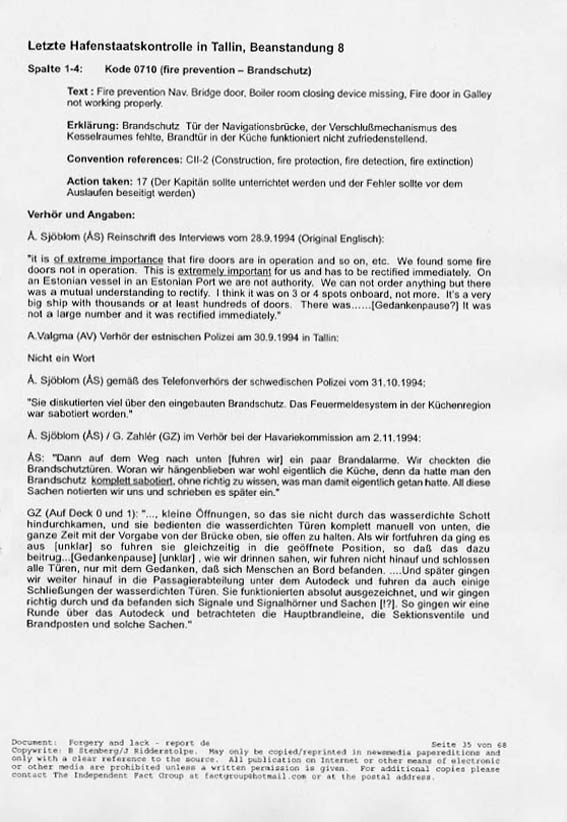 Letzte Hafenstaatskontrolle in Tallin, Beanstandung 8
Spalte 1-4: Kode 0710 (fire prevention – Brandschutz)
Text : Fire prevention Nav. Bridge door, Boiler room closing device missing, Fire door in Galley
not working properly.
Erklärung: Brandschutz Tür der Navigationsbrücke, der Verschlußmechanismus des
Kesselraumes fehlte, Brandtür in der Küche funktioniert nicht zufriedenstellend.
Convention references: CII-2 (Construction, fire protection, fire detection, fire extinction)
Action taken: 17 (Der Kapitän sollte unterrichtet werden und der Fehler sollte vor dem
Auslaufen beseitigt werden)
Verhör und Angaben:
Å. Sjöblom (ÅS) Reinschrift des Interviews vom 28.9.1994 (Original Englisch):
"it is of extreme importance that fire doors are in operation and so on, etc. We found some fire
doors not in operation. This is extremely important for us and has to be rectified immediately. On
an Estonian vessel in an Estonian Port we are not authority. We can not order anything but there
was a mutual understanding to rectify. I think it was on 3 or 4 spots onboard, not more. It's a very
big ship with thousands or at least hundreds of doors. There was......[Gedankenpause?] It was
not a large number and it was rectified immediately."
A.Valgma (AV) Verhör der estnischen Polizei am 30.9.1994 in Tallin:
Nicht ein Wort
Å. Sjöblom (ÅS) gemäß des Telefonverhörs der schwedischen Polizei vom 31.10.1994:
"Sie diskutierten viel über den eingebauten Brandschutz. Das Feuermeldesystem in der Küchenregion
war sabotiert worden."
Å. Sjöblom (ÅS) / G. Zahlér (GZ) im Verhör bei der Havariekommission am 2.11.1994:
ÅS: "Dann auf dem Weg nach unten [fuhren wir] ein paar Brandalarme. Wir checkten die
Brandschutztüren. Woran wir hängenblieben war wohl eigentlich die Küche, denn da hatte man den
Brandschutz komplett sabotiert, ohne richtig zu wissen, was man damit eigentlich getan hatte. All diese
Sachen notierten wir uns und schrieben es später ein."
GZ (Auf Deck 0 und 1): "..., kleine Öffnungen, so das sie nicht durch das wasserdichte Schott
hindurchkamen, und sie bedienten die wasserdichten Türen komplett manuell von unten, die
ganze Zeit mit der Vorgabe von der Brücke oben, sie offen zu halten. Als wir fortfuhren da ging es
aus [unklar] so fuhren sie gleichzeitig in die geöffnete Position, so daß das dazu
beitrug...[Gedankenpause] [unklar] , wie wir drinnen sahen, wir fuhren nicht hinauf und schlossen
alle Türen, nur mit dem Gedanken, daß sich Menschen an Bord befanden. ....Und später gingen
wir weiter hinauf in die Passagierabteilung unter dem Autodeck und fuhren da auch einige
Schließungen der wasserdichten Türen. Sie funktionierten absolut ausgezeichnet, und wir gingen
richtig durch und da befanden sich Signale und Signalhörner und Sachen [!?]. So gingen wir eine
Runde über das Autodeck und betrachteten die Hauptbrandleine, die Sektionsventile und
Brandposten und solche Sachen."
Document: Forgery and lack - report de Seite 35 von 68
Copywrite: B Stenberg/J Ridderstolpe. May only be copied/reprinted in newsmedia papereditions and
only with a clear reference to the source. All publication on Internet or other means of electronic
or other media are prohibited unless a written permission is given. For additional copies please
contact The Independent Fact Group at factgroup@hotmail.com or at the postal address.